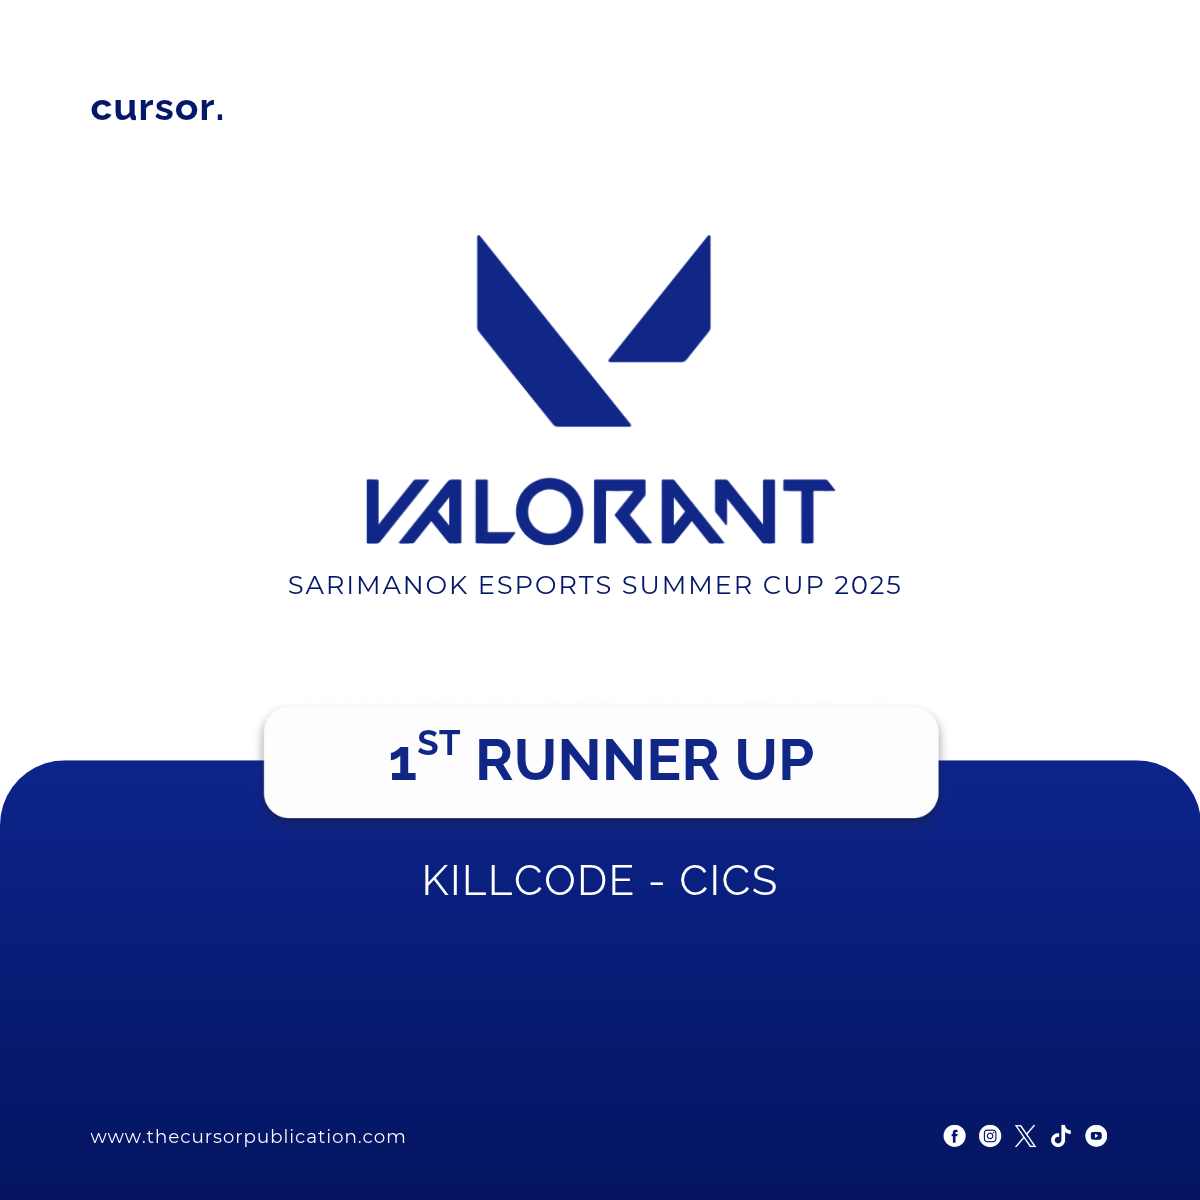 cursor.
VALORANT
SARIMANOK ESPORTS SUMMER CUP 2025
1ST RUNNER UP
KILLCODE - CICS
www.thecursorpublication.com